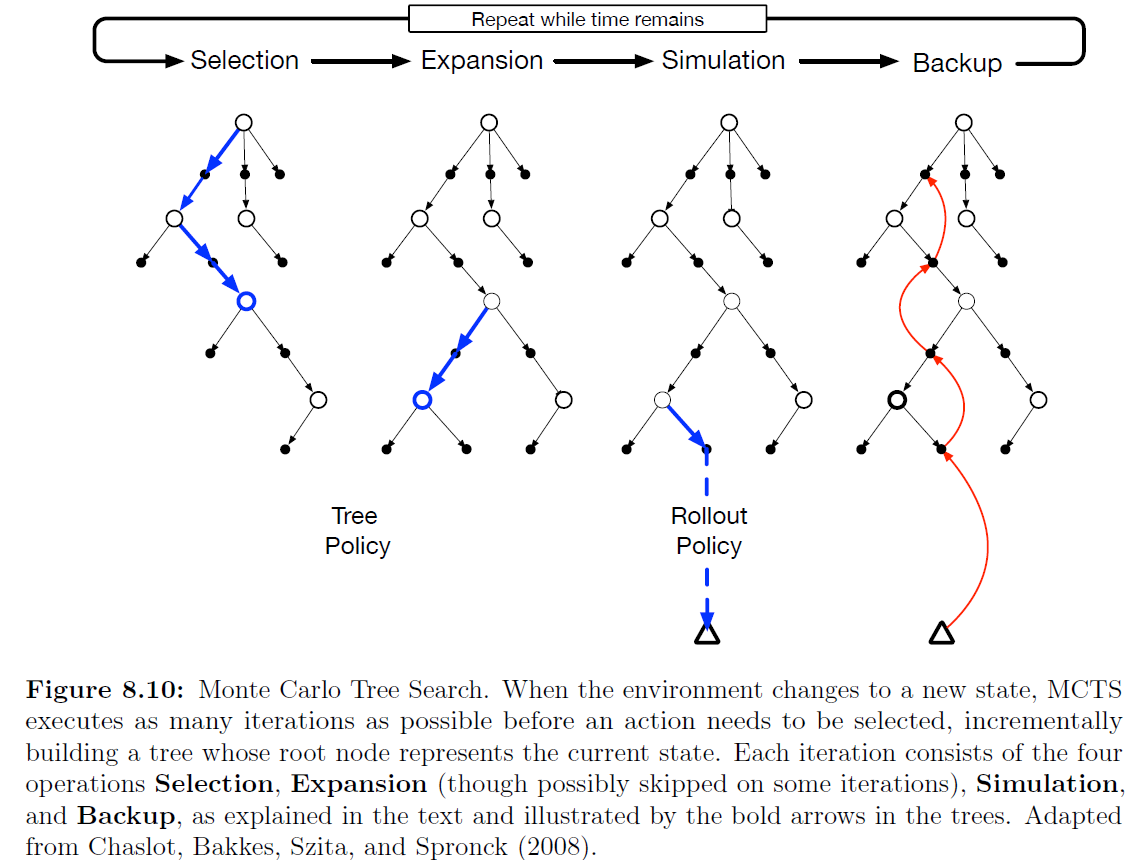 Repeat while time remains
Selection Expansion Simulation Backup
Tree
Policy
Rollout
Policy
Figure 8.10: Monte Carlo Tree Search. When the environment changes to a new state, MCTS
executes as many iterations as possible before an action needs to be selected, incrementally
building a tree whose root node represents the current state. Each iteration consists of the four
operations Selection, Expansion (though possibly skipped on some iterations), Simulation,
and Backup, as explained in the text and illustrated by the bold arrows in the trees. Adapted
from Chaslot, Bakkes, Szita, and Spronck (2008).